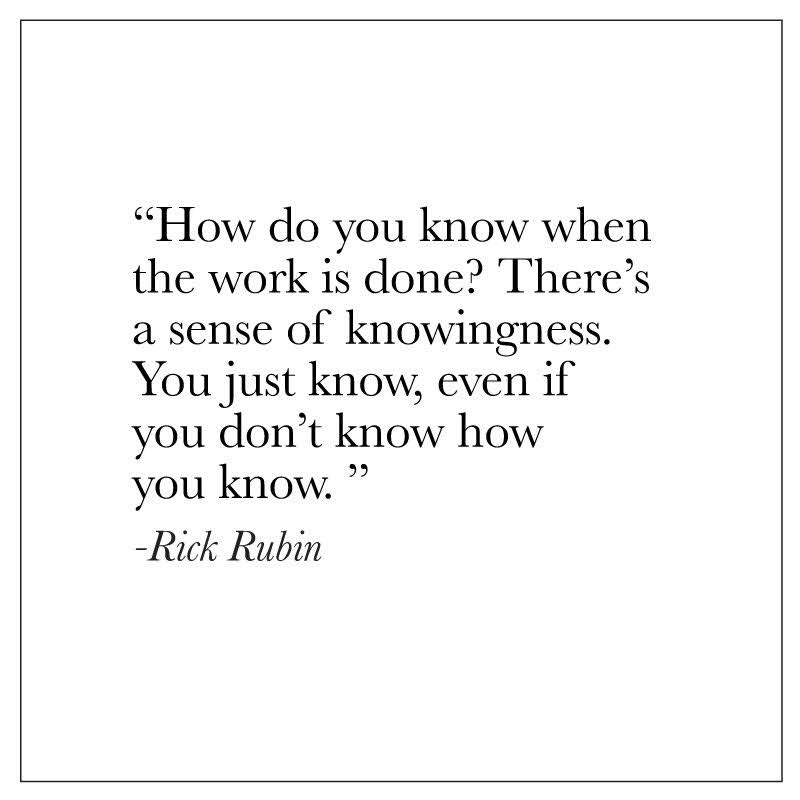 “How do you know when
the work is done? There’s
a sense of knowingness.
You just know, even if
you don’t know how
you know. ”
-Rick Rubin